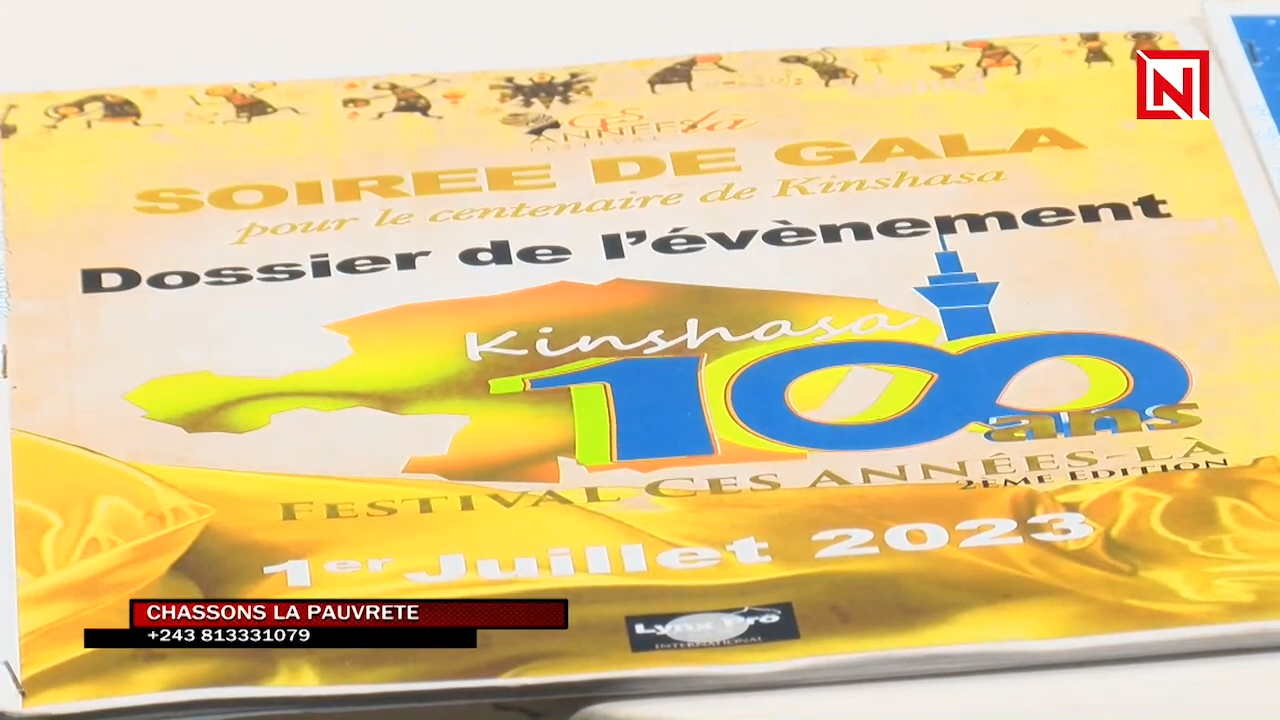 N
CES
ANNÉES là
FESTIVAL
SOIREE DE GALA
pour le centenaire de Kinshasa
Dossier de l'évènement
Kinshasa
100
ans
FESTIVAL CES ANNÉES-LÀ
2EME EDITION
1er Juillet 2023
CHASSONS LA PAUVRETE
+243 813331079
Lynx Pro
INTERNATIONAL